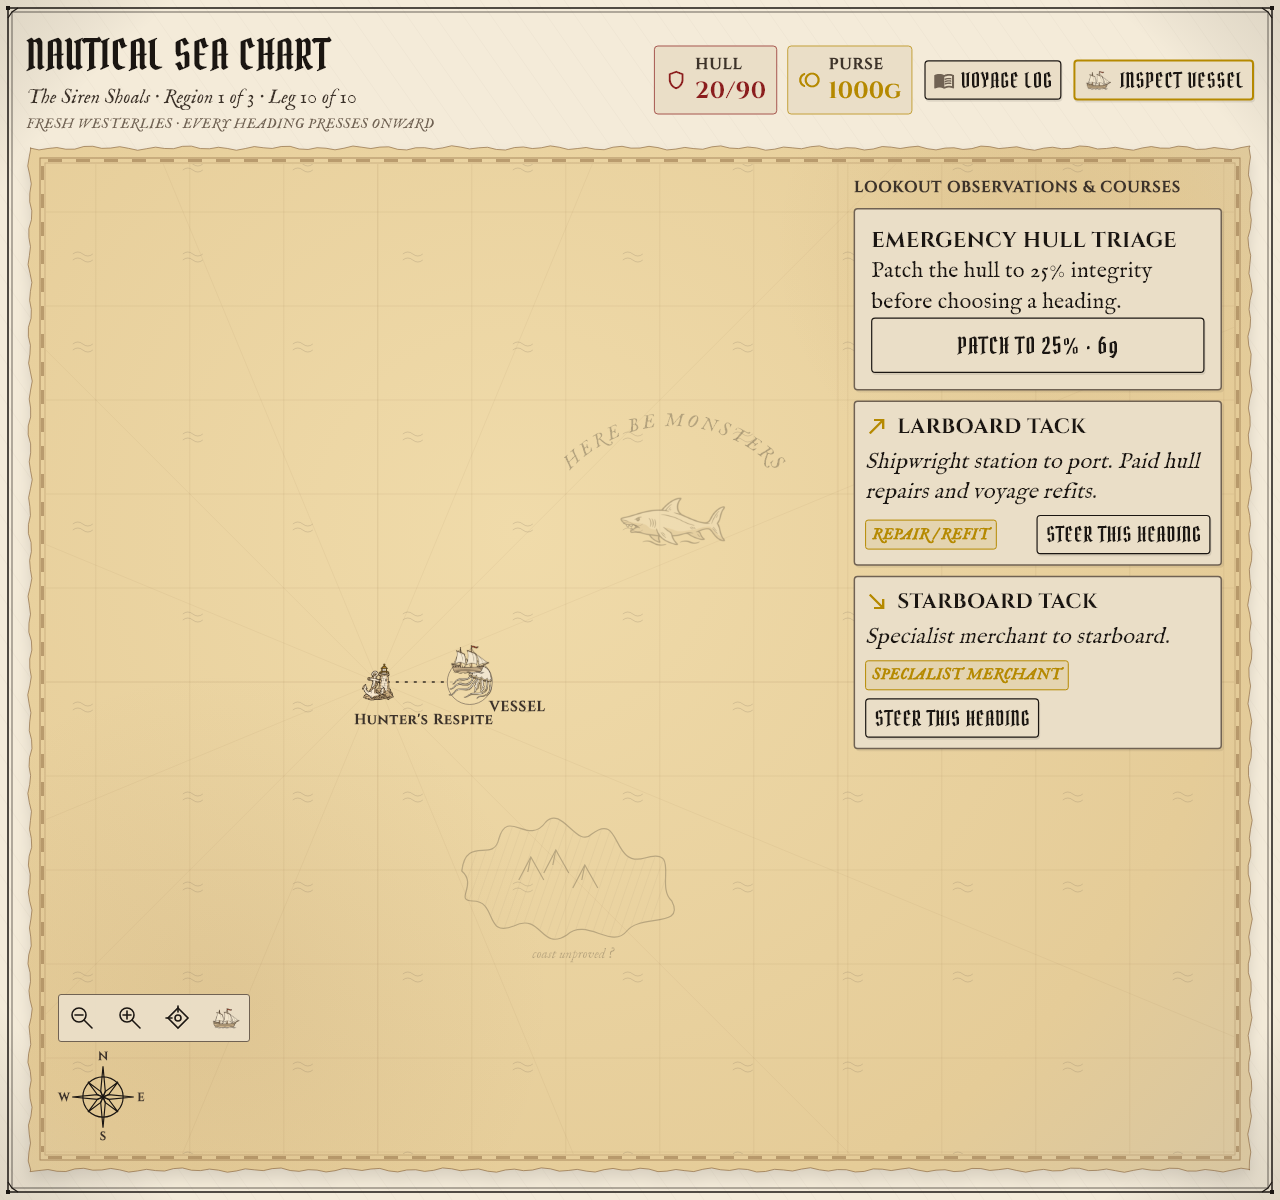 NAUTICAL SEA CHART
The Siren Shoals · Region 1 of 3 · Leg 10 of 10
FRESH WESTERLIES · EVERY HEADING PRESSES ONWARD
HULL
20/90
PURSE
1000G
VOYAGE LOG
INSPECT VESSEL
LOOKOUT OBSERVATIONS & COURSES
EMERGENCY HULL TRIAGE
Patch the hull to 25% integrity
before choosing a heading.
PATCH TO 25% · 6g
LARBOARD TACK
Shipwright station to port. Paid hull
repairs and voyage refits.
REPAIR/REFIT
STEER THIS HEADING
STARBOARD TACK
Specialist merchant to starboard.
SPECIALIST MERCHANT
STEER THIS HEADING
HERE BE MONSTERS
VESSEL
HUNTER'S RESPITE
coast unproved?
N
W
E
S